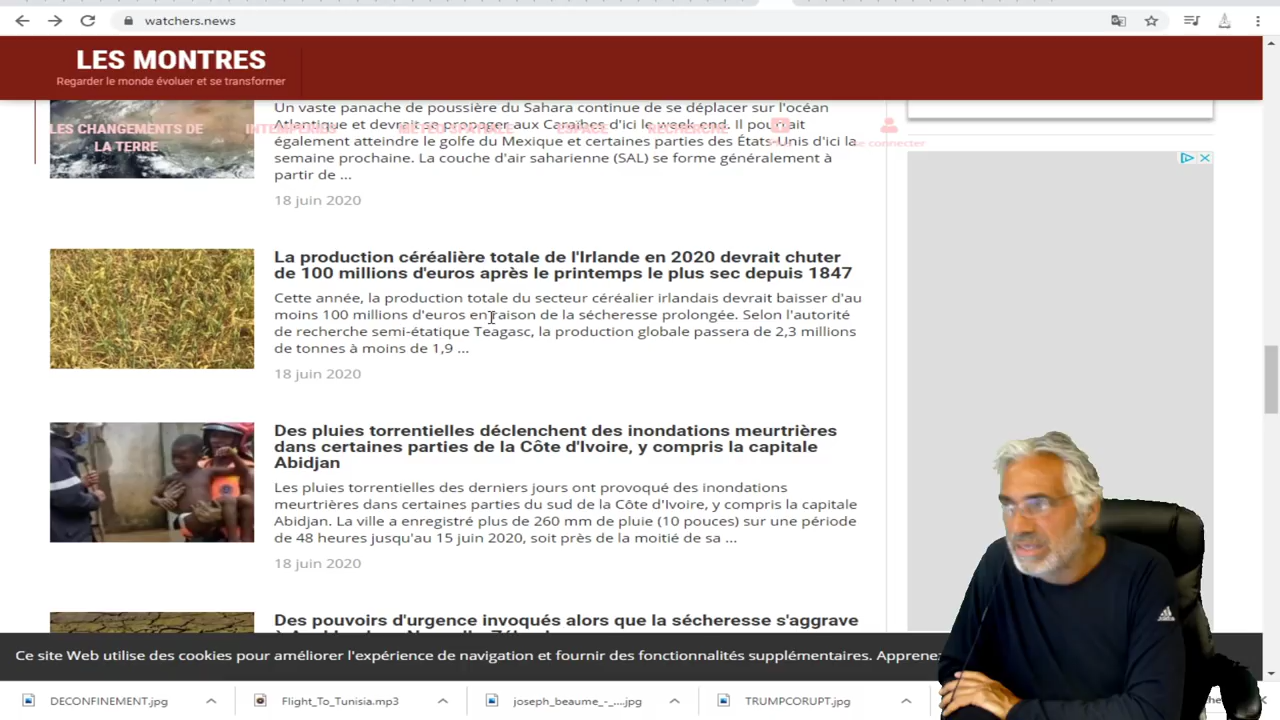 watchers.news
LES MONTRES
Regarder le monde évoluer et se transformer
LES CHANGEMENTS DE
LA TERRE
INTEMPÉRIES
MÉTÉO SPATIALE
ESPACE
RECHERCHE
se connecter
Un vaste panache de poussière du Sahara continue de se déplacer sur l'océan
Atlantique et devrait se propager aux Caraïbes d'ici le week-end. Il pourrait
également atteindre le golfe du Mexique et certaines parties des États-Unis d'ici la
semaine prochaine. La couche d'air saharienne (SAL) se forme généralement à
partir de ...
18 juin 2020
La production céréalière totale de l'Irlande en 2020 devrait chuter
de 100 millions d'euros après le printemps le plus sec depuis 1847
Cette année, la production totale du secteur céréalier irlandais devrait baisser d'au
moins 100 millions d'euros en raison de la sécheresse prolongée. Selon l'autorité
de recherche semi-étatique Teagasc, la production globale passera de 2,3 millions
de tonnes à moins de 1,9 ...
18 juin 2020
Des pluies torrentielles déclenchent des inondations meurtrières
dans certaines parties de la Côte d'Ivoire, y compris la capitale
Abidjan
Les pluies torrentielles des derniers jours ont provoqué des inondations
meurtrières dans certaines parties du sud de la Côte d'Ivoire, y compris la capitale
Abidjan. La ville a enregistré plus de 260 mm de pluie (10 pouces) sur une période
de 48 heures jusqu'au 15 juin 2020, soit près de la moitié de sa ...
18 juin 2020
Des pouvoirs d'urgence invoqués alors que la sécheresse s'aggrave
Ce site Web utilise des cookies pour améliorer l'expérience de navigation et fournir des fonctionnalités supplémentaires. Apprenez
DECONFINEMENT.jpg
Flight_To_Tunisia.mp3
joseph_beaume_-_....jpg
TRUMPCORUPT.jpg
adidas